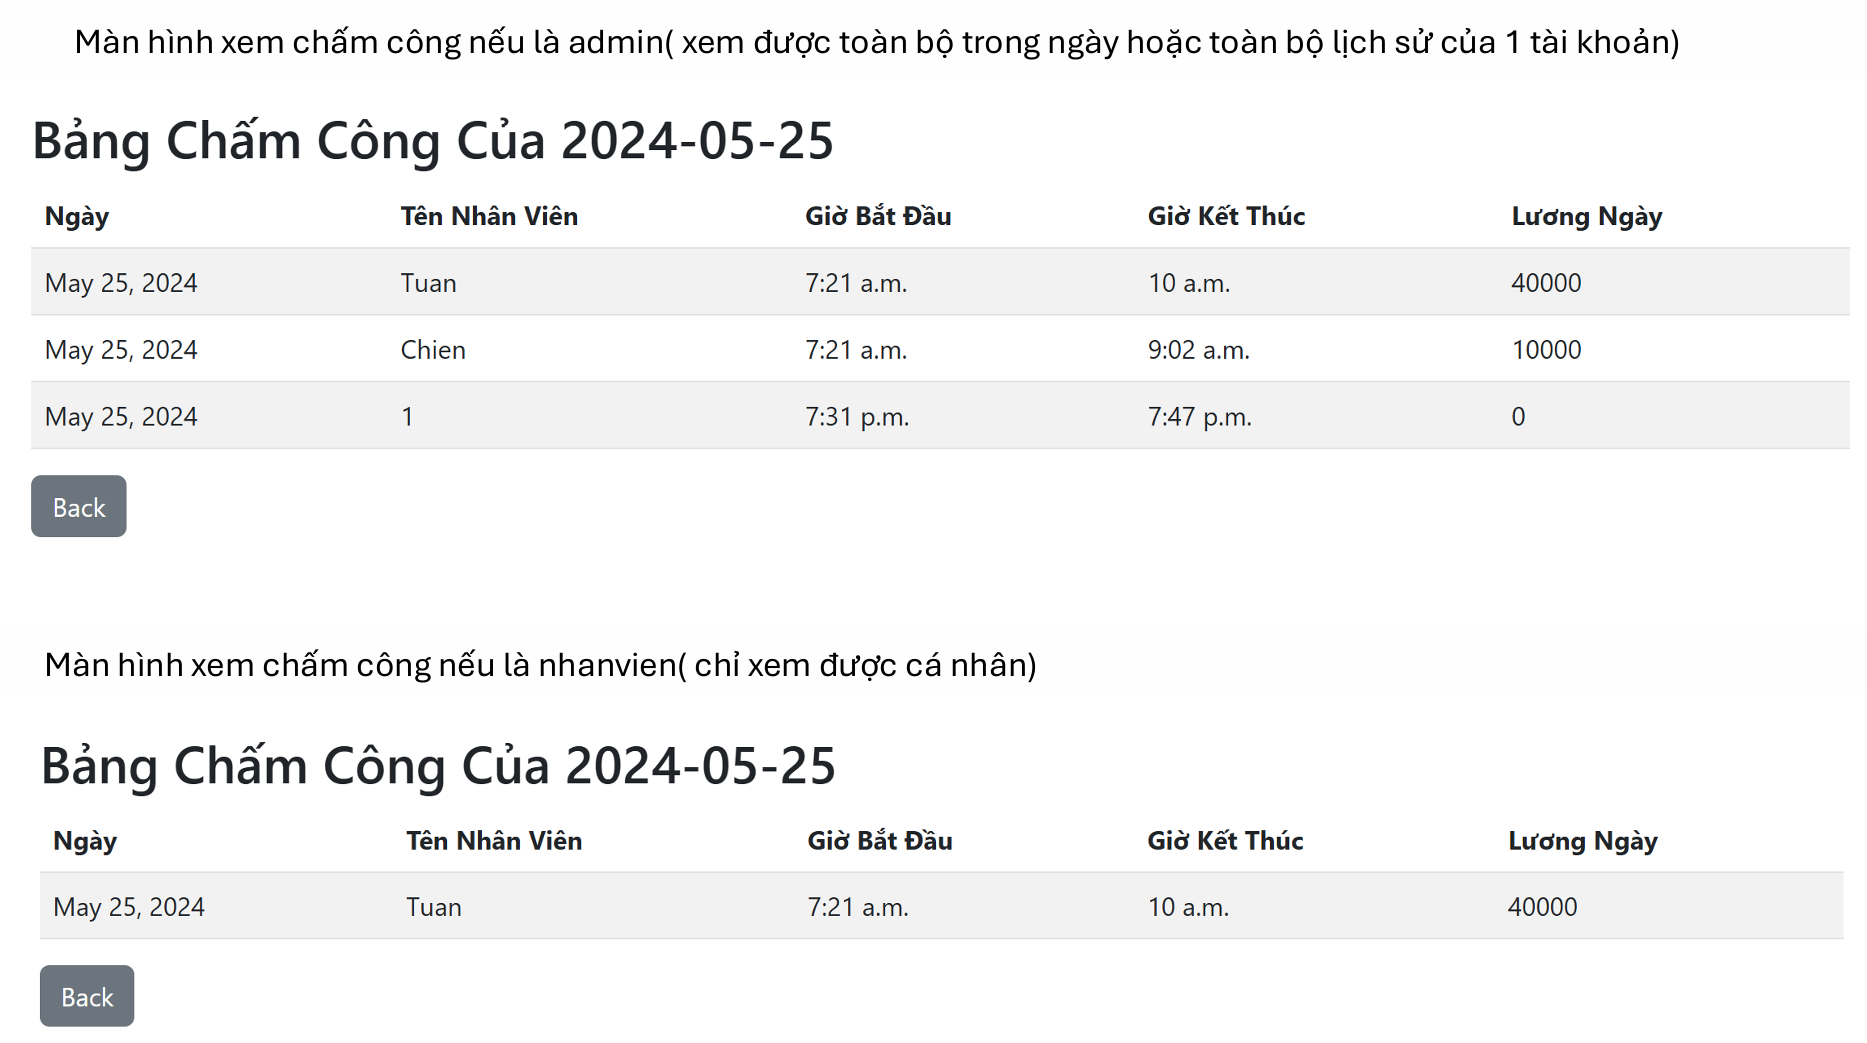 Màn hình xem chấm công nếu là admin( xem được toàn bộ trong ngày hoặc toàn bộ lịch sử của 1 tài khoản)
Bảng Chấm Công Của 2024-05-25
Ngày Tên Nhân Viên Giờ Bắt Đầu Giờ Kết Thúc Lương Ngày
May 25, 2024 Tuan 7:21 a.m. 10 a.m. 40000
May 25, 2024 Chien 7:21 a.m. 9:02 a.m. 10000
May 25, 2024 1 7:31 p.m. 7:47 p.m. 0
Back
Màn hình xem chấm công nếu là nhanvien( chỉ xem được cá nhân)
Bảng Chấm Công Của 2024-05-25
Ngày Tên Nhân Viên Giờ Bắt Đầu Giờ Kết Thúc Lương Ngày
May 25, 2024 Tuan 7:21 a.m. 10 a.m. 40000
Back